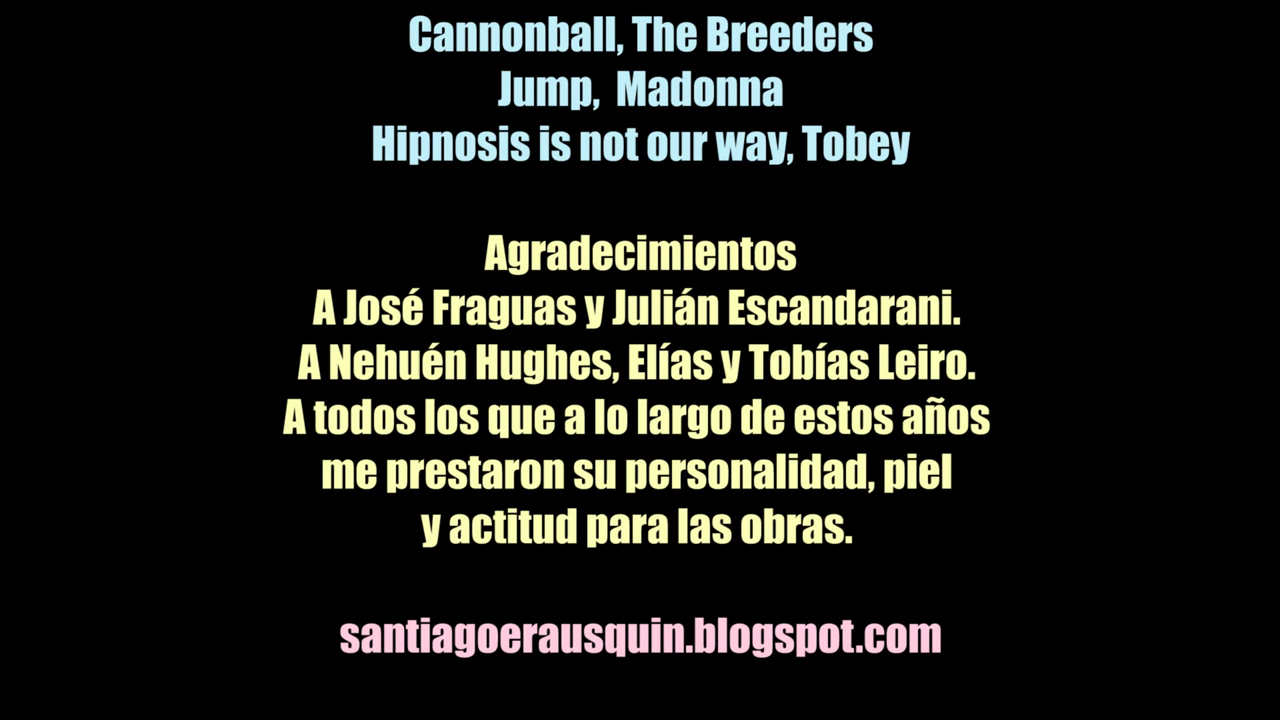 Cannonball, The Breeders
Jump,  Madonna
Hipnosis is not our way, Tobey
Agradecimientos
A José Fraguas y Julián Escandarani.
A Nehuén Hughes, Elías y Tobías Leiro.
A todos los que a lo largo de estos años
me prestaron su personalidad, piel
y actitud para las obras.
santiagoerausquin.blogspot.com